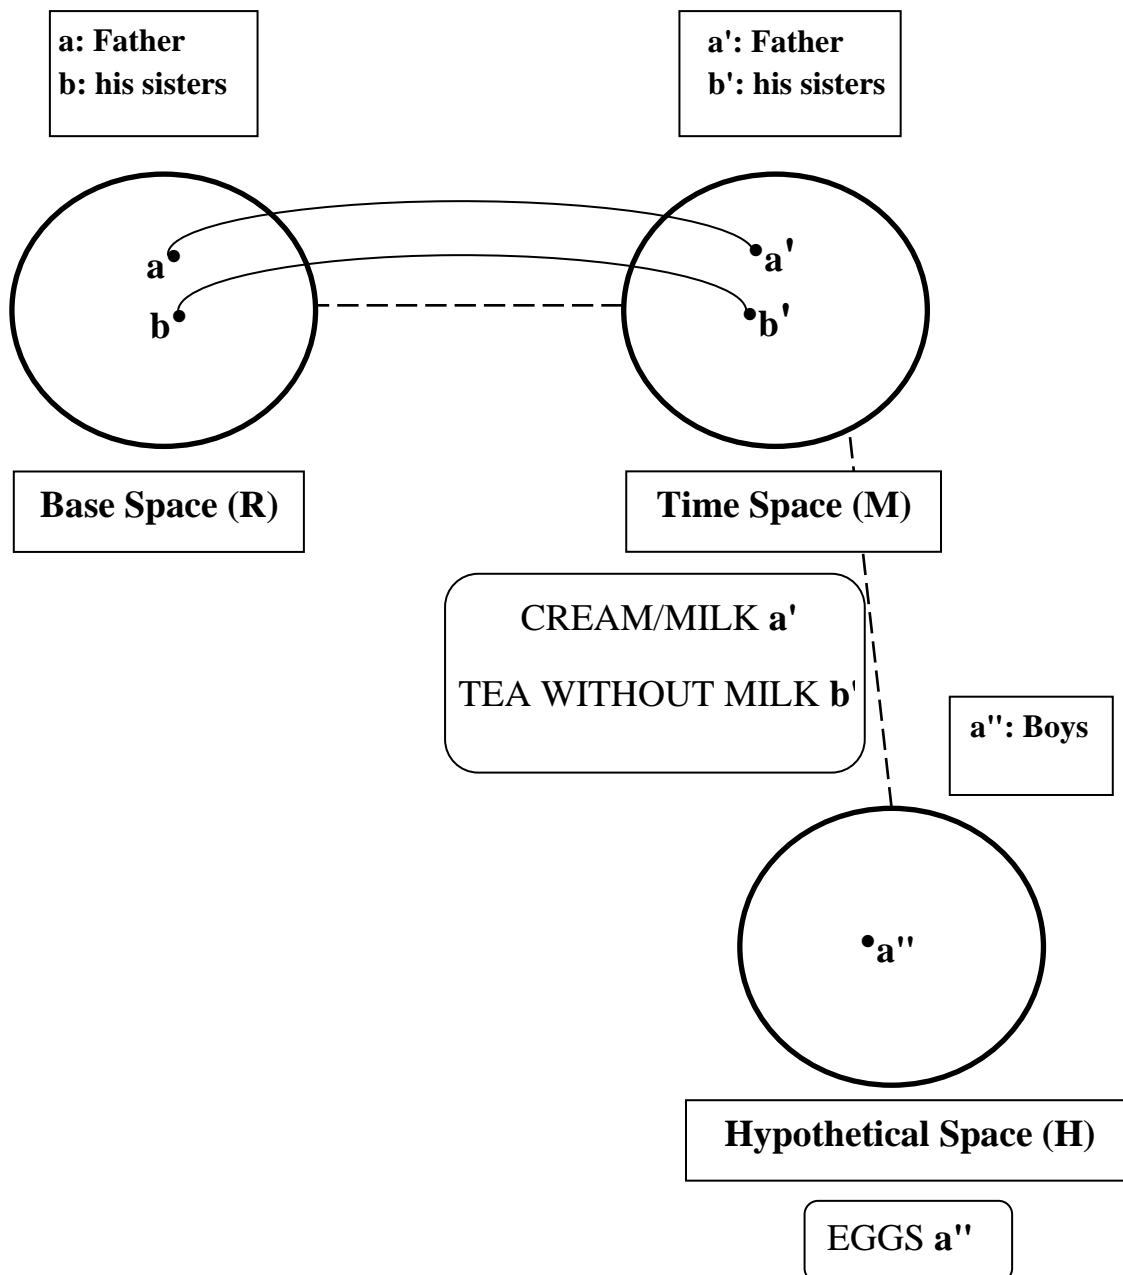 a: Father
b: his sisters
a': Father
b': his sisters
a
a'
b
b'
Base Space (R)
Time Space (M)
CREAM/MILK a'
TEA WITHOUT MILK b'
a'': Boys
a''
Hypothetical Space (H)
EGGS a''